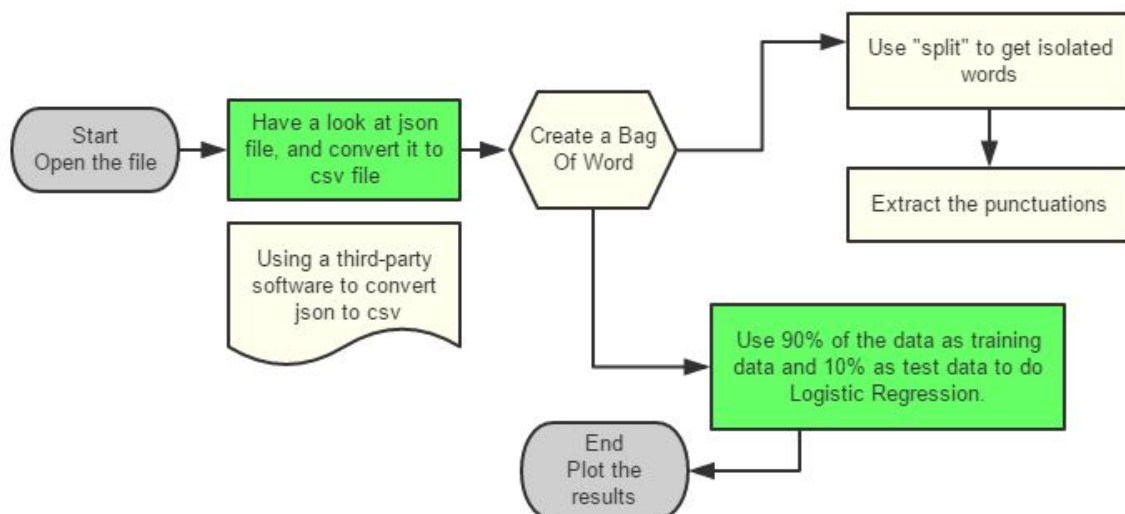 Start
Open the file
Have a look at json
file, and convert it to
csv file
Using a third-party
software to convert
json to csv
Create a Bag
Of Word
Use "split" to get isolated
words
Extract the punctuations
Use 90% of the data as training
data and 10% as test data to do
Logistic Regression.
End
Plot the
results